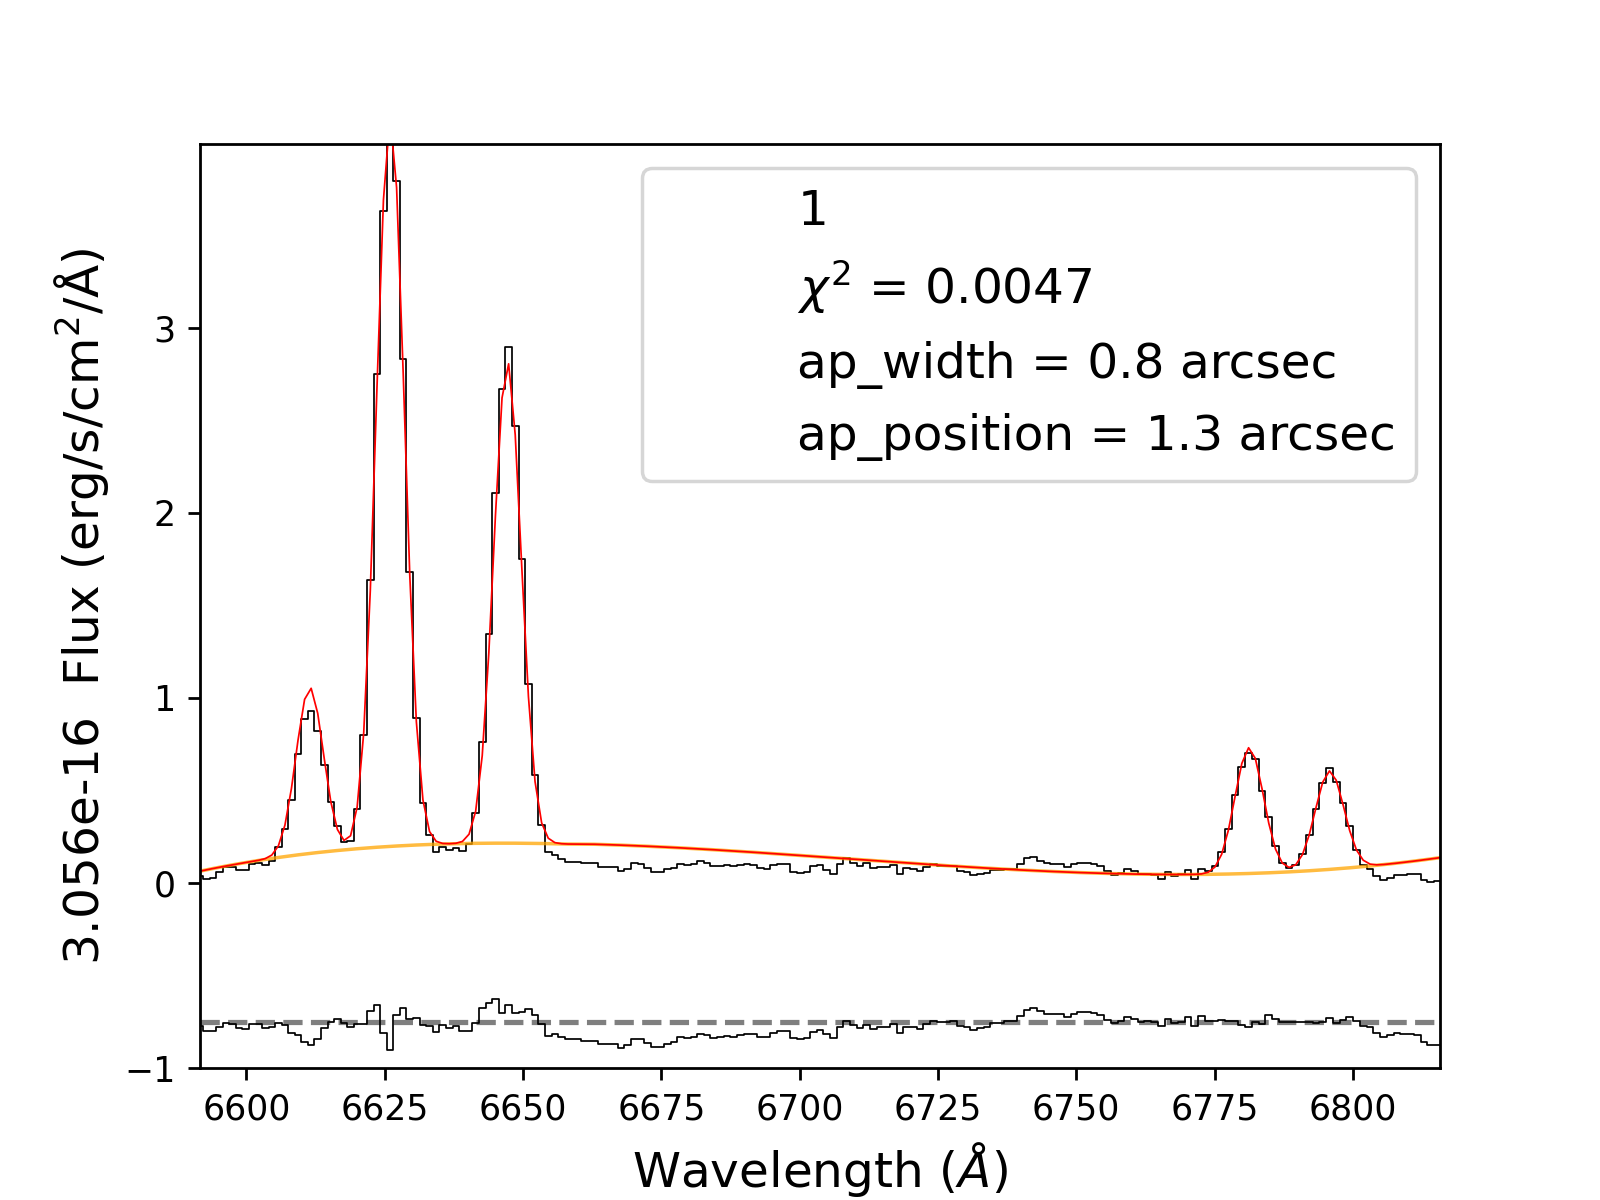 1
χ² = 0.0047
ap_width = 0.8 arcsec
ap_position = 1.3 arcsec
3.056e-16 Flux (erg/s/cm²/Å)
3
2
1
0
−1
6600 6625 6650 6675 6700 6725 6750 6775 6800
Wavelength (Å)